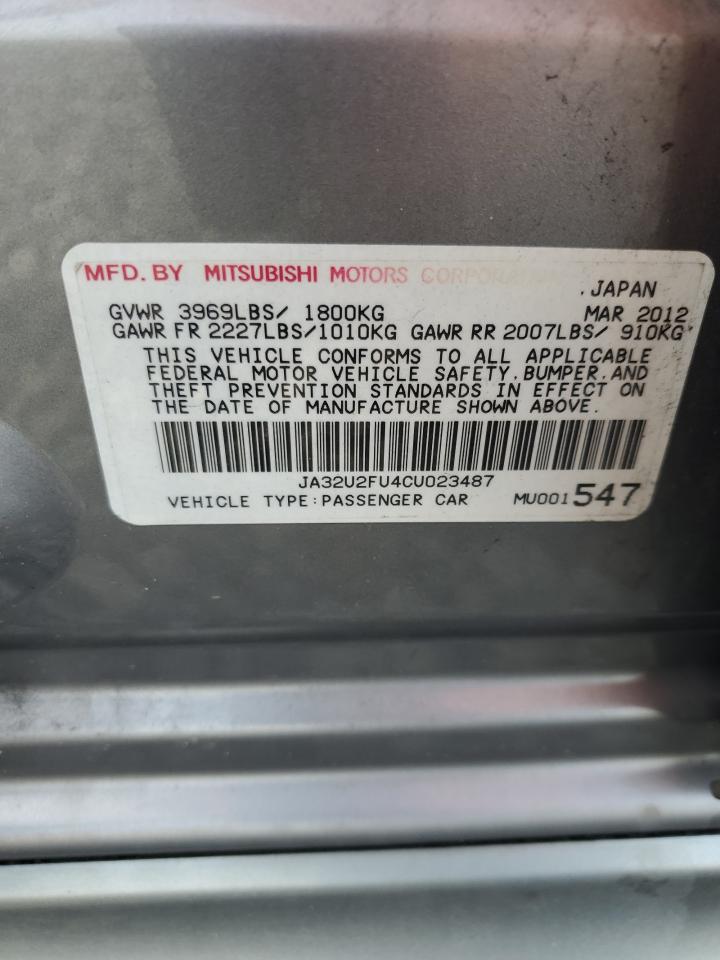 MFD. BY MITSUBISHI MOTORS CORPORATION
JAPAN
GVWR 3969LBS/ 1800KG MAR 2012
GAWR FR 2227LBS/1010KG GAWR RR 2007LBS/ 910KG
THIS VEHICLE CONFORMS TO ALL APPLICABLE
FEDERAL MOTOR VEHICLE SAFETY, BUMPER, AND
THEFT PREVENTION STANDARDS IN EFFECT ON
THE DATE OF MANUFACTURE SHOWN ABOVE.
JA32U2FU4CU023487
VEHICLE TYPE:PASSENGER CAR MU001547